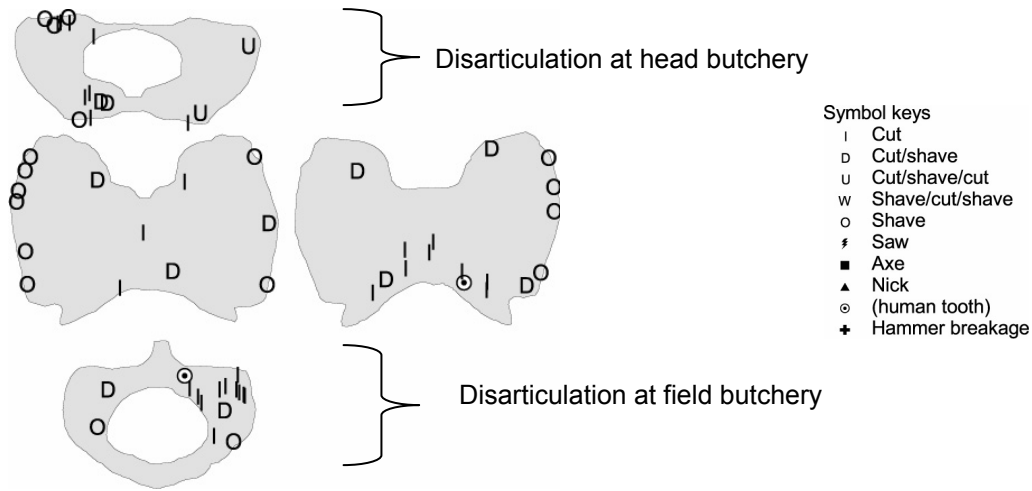 Disarticulation at head butchery
Symbol keys
I Cut
D Cut/shave
U Cut/shave/cut
W Shave/cut/shave
O Shave
Saw
Axe
Nick
(human tooth)
Hammer breakage
Disarticulation at field butchery